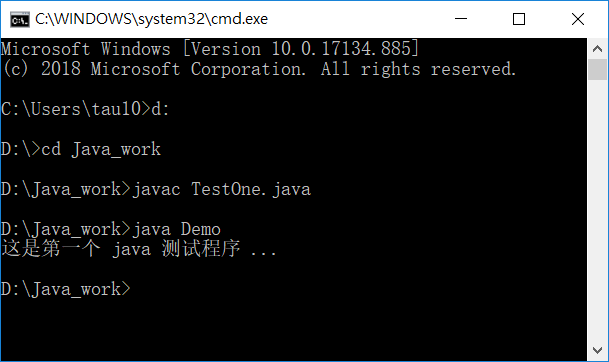 C:\WINDOWS\system32\cmd.exe
Microsoft Windows [Version 10.0.17134.885]
(c) 2018 Microsoft Corporation. All rights reserved.
C:\Users\tau10>d:
D:\>cd Java_work
D:\Java_work>javac TestOne.java
D:\Java_work>java Demo
这是第一个 java 测试程序 ...
D:\Java_work>